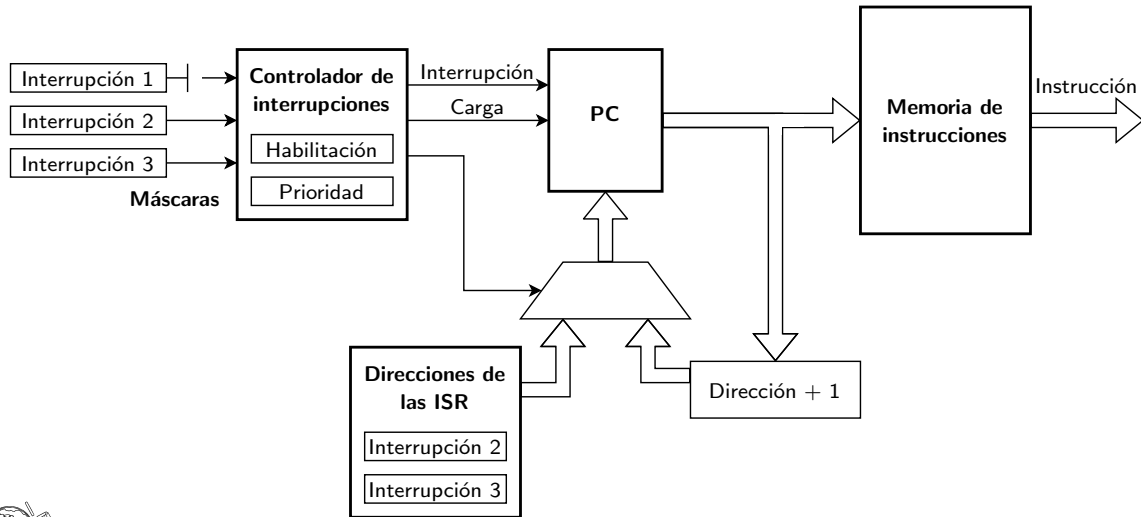 Interrupción 1
Interrupción 2
Interrupción 3
Máscaras
Controlador de
interrupciones
Habilitación
Prioridad
Interrupción
Carga
PC
Memoria de
instrucciones
Instrucción
Direcciones de
las ISR
Interrupción 2
Interrupción 3
Dirección + 1